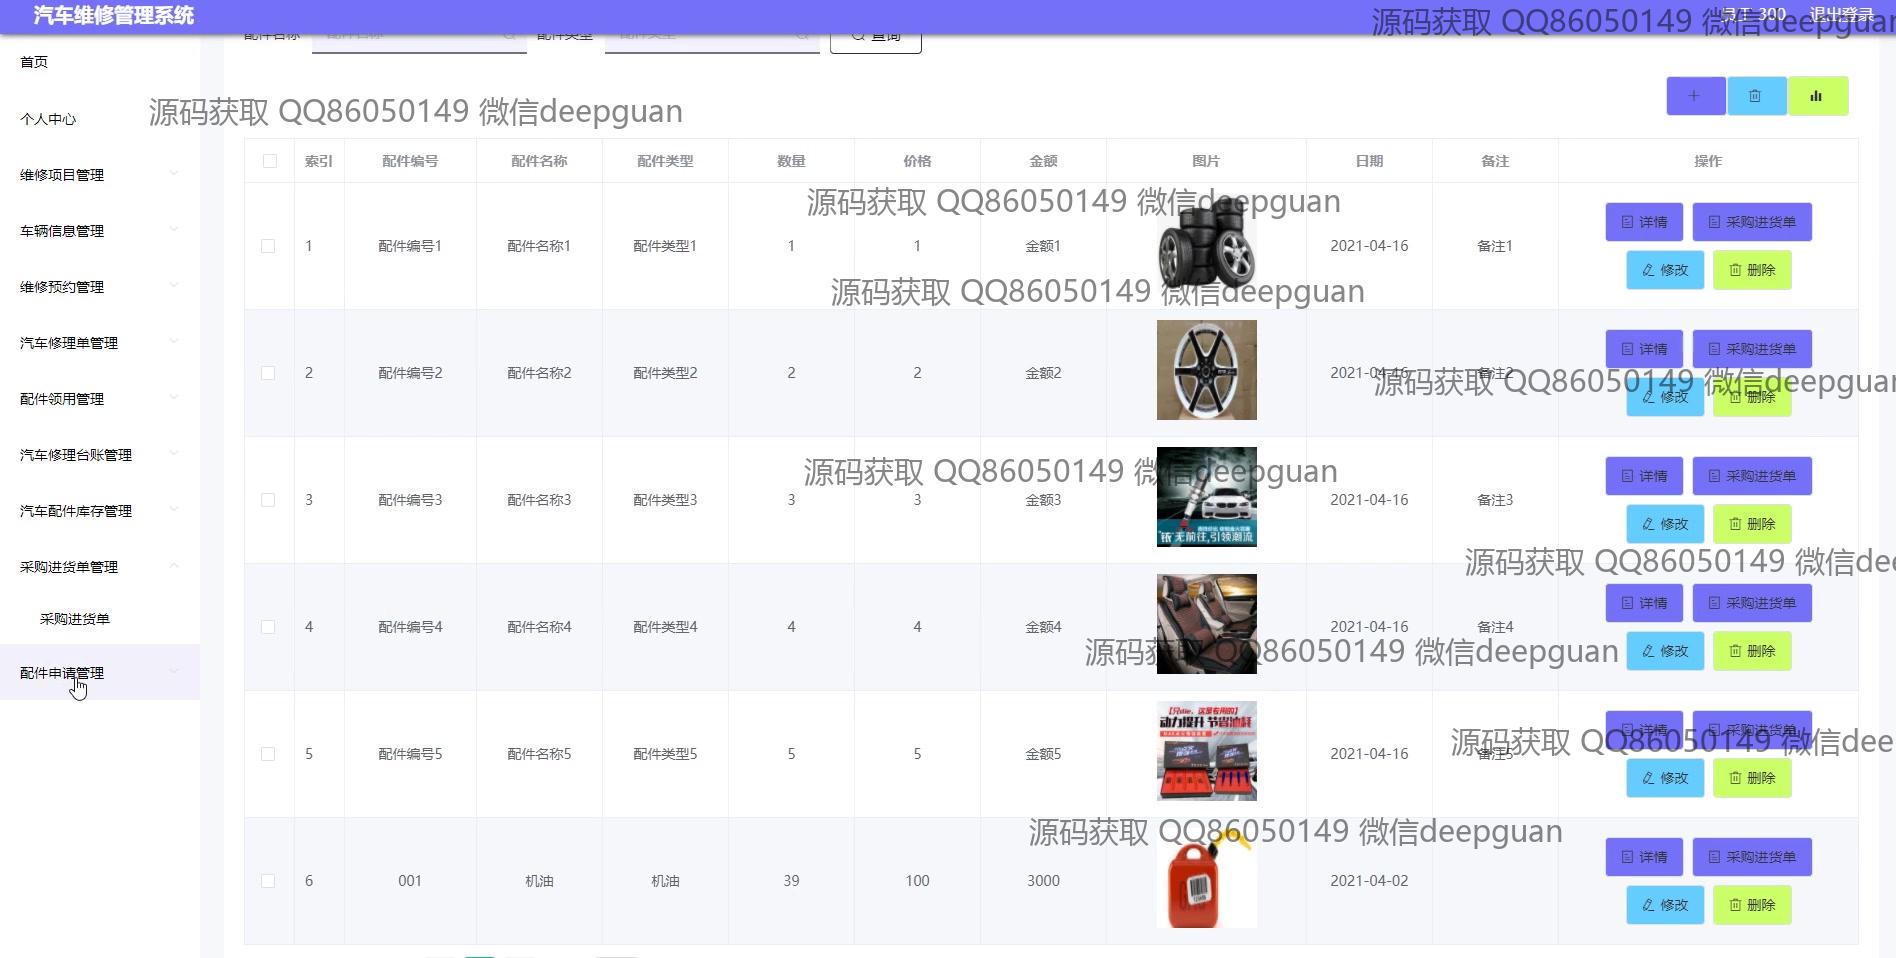 汽车维修管理系统
员工 300 退出登录
源码获取 QQ86050149 微信deepguan
配件名称 配件名称 配件类型 配件类型 查询
首页
个人中心
维修项目管理
车辆信息管理
维修预约管理
汽车修理单管理
配件领用管理
汽车修理台账管理
汽车配件库存管理
采购进货单管理
采购进货单
配件申请管理
源码获取 QQ86050149 微信deepguan
索引 配件编号 配件名称 配件类型 数量 价格 金额 图片 日期 备注 操作
源码获取 QQ86050149 微信deepguan
1 配件编号1 配件名称1 配件类型1 1 1 金额1 2021-04-16 备注1 详情 采购进货单
修改 删除
源码获取 QQ86050149 微信deepguan
2 配件编号2 配件名称2 配件类型2 2 2 金额2 2021-04-16 备注2 详情 采购进货单
修改 删除
源码获取 QQ86050149 微信deepguan
源码获取 QQ86050149 微信deepguan
3 配件编号3 配件名称3 配件类型3 3 3 金额3 2021-04-16 备注3 详情 采购进货单
无前往,引领潮流
修改 删除
源码获取 QQ86050149 微信dee
4 配件编号4 配件名称4 配件类型4 4 4 金额4 2021-04-16 备注4 详情 采购进货单
修改 删除
源码获取 QQ86050149 微信deepguan
动力提升 节省油耗
5 配件编号5 配件名称5 配件类型5 5 5 金额5 2021-04-16 备注5 详情 采购进货单
修改 删除
源码获取 QQ86050149 微信dee
源码获取 QQ86050149 微信deepguan
6 001 机油 机油 39 100 3000 2021-04-02 详情 采购进货单
修改 删除